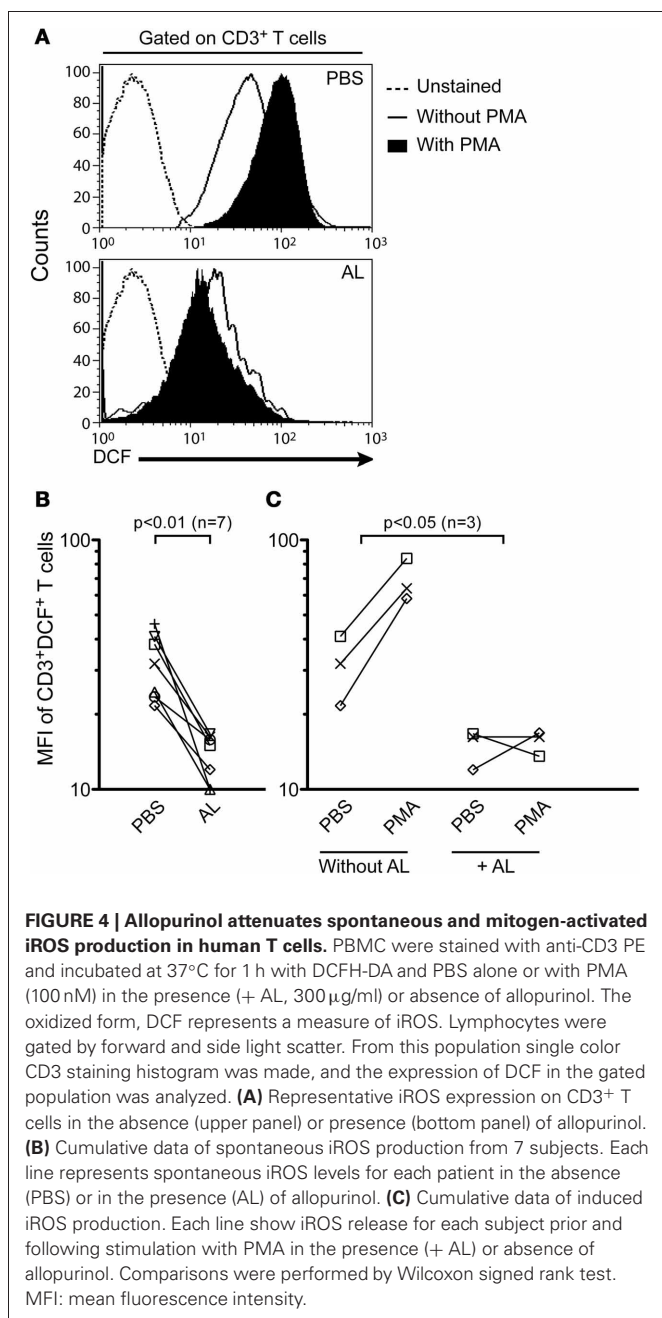 A
Gated on CD3+ T cells
PBS
100
80
60
40
20
0
10⁰ 10¹ 10² 10³
Unstained
Without PMA
With PMA
Counts
AL
100
80
60
40
20
0
10⁰ 10¹ 10² 10³
DCF
B
p<0.01 (n=7)
C
p<0.05 (n=3)
MFI of CD3+DCF+ T cells
100
10
PBS AL
100
10
PBS PMA PBS PMA
Without AL + AL
FIGURE 4 | Allopurinol attenuates spontaneous and mitogen-activated
iROS production in human T cells. PBMC were stained with anti-CD3 PE
and incubated at 37°C for 1 h with DCFH-DA and PBS alone or with PMA
(100 nM) in the presence (+ AL, 300 μg/ml) or absence of allopurinol. The
oxidized form, DCF represents a measure of iROS. Lymphocytes were
gated by forward and side light scatter. From this population single color
CD3 staining histogram was made, and the expression of DCF in the gated
population was analyzed. (A) Representative iROS expression on CD3+ T
cells in the absence (upper panel) or presence (bottom panel) of allopurinol.
(B) Cumulative data of spontaneous iROS production from 7 subjects. Each
line represents spontaneous iROS levels for each patient in the absence
(PBS) or in the presence (AL) of allopurinol. (C) Cumulative data of induced
iROS production. Each line show iROS release for each subject prior and
following stimulation with PMA in the presence (+ AL) or absence of
allopurinol. Comparisons were performed by Wilcoxon signed rank test.
MFI: mean fluorescence intensity.